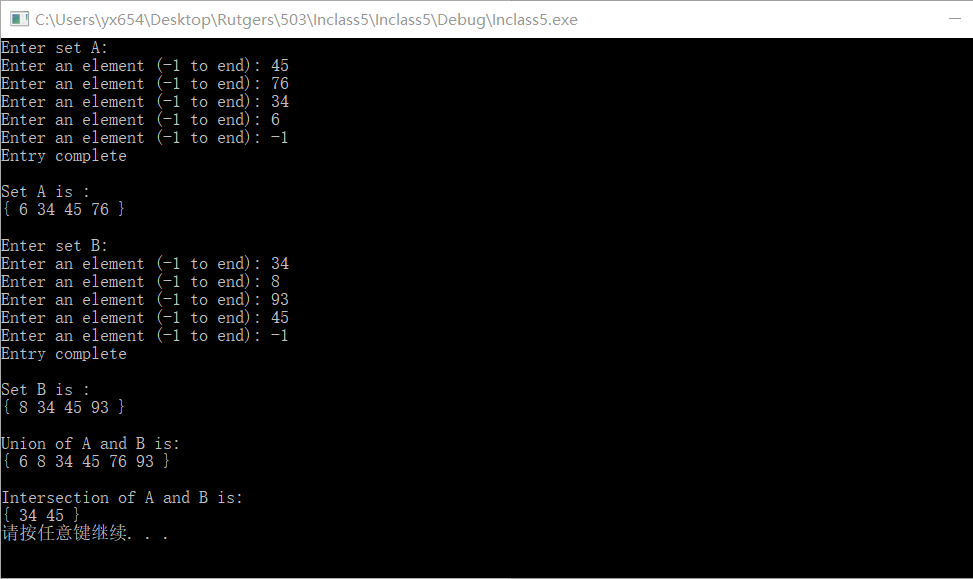 C:\Users\yx654\Desktop\Rutgers\503\Inclass5\Inclass5\Debug\Inclass5.exe
Enter set A:
Enter an element (-1 to end): 45
Enter an element (-1 to end): 76
Enter an element (-1 to end): 34
Enter an element (-1 to end): 6
Enter an element (-1 to end): -1
Entry complete
Set A is :
{ 6 34 45 76 }
Enter set B:
Enter an element (-1 to end): 34
Enter an element (-1 to end): 8
Enter an element (-1 to end): 93
Enter an element (-1 to end): 45
Enter an element (-1 to end): -1
Entry complete
Set B is :
{ 8 34 45 93 }
Union of A and B is:
{ 6 8 34 45 76 93 }
Intersection of A and B is:
{ 34 45 }
请按任意键继续. . .